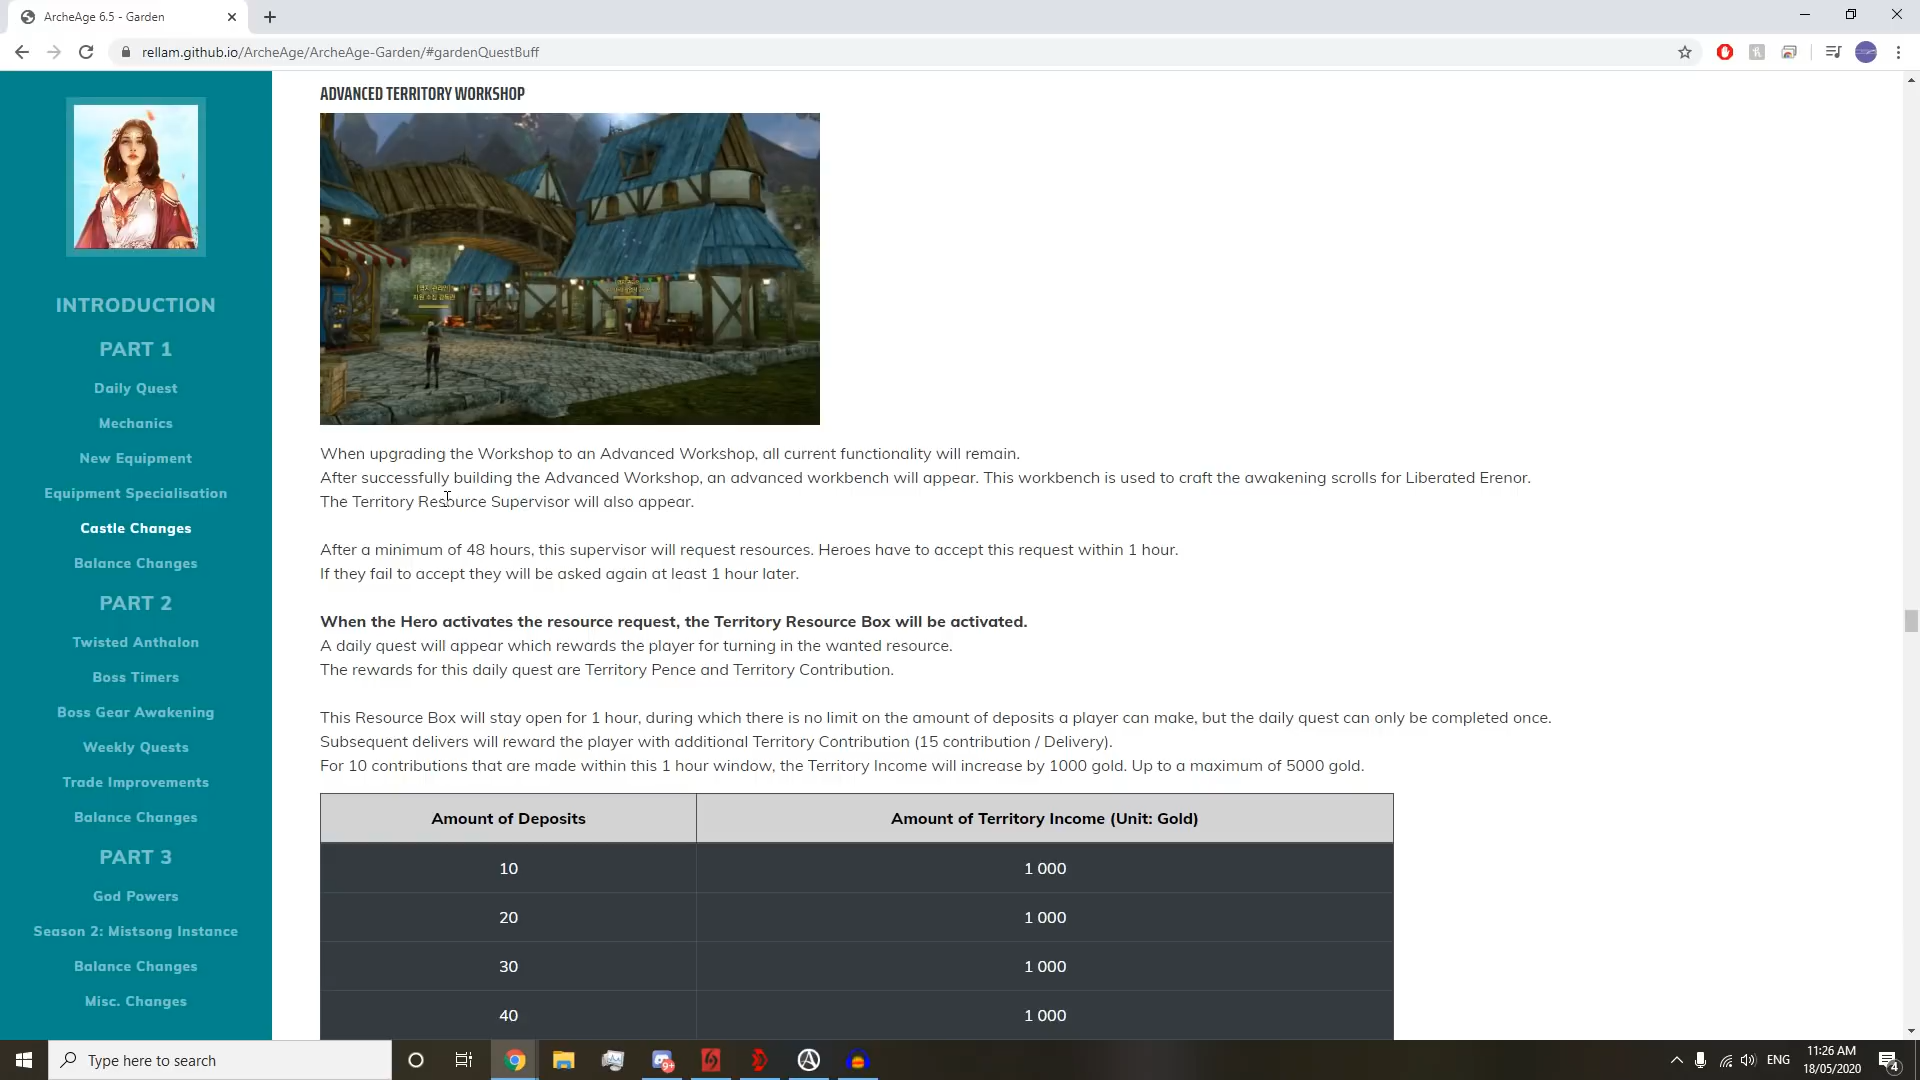 ArcheAge 6.5 - Garden
rellam.github.io/ArcheAge/ArcheAge-Garden/#gardenQuestBuff
INTRODUCTION
PART 1
Daily Quest
Mechanics
New Equipment
Equipment Specialisation
Castle Changes
Balance Changes
PART 2
Twisted Anthalon
Boss Timers
Boss Gear Awakening
Weekly Quests
Trade Improvements
Balance Changes
PART 3
God Powers
Season 2: Mistsong Instance
Balance Changes
Misc. Changes
ADVANCED TERRITORY WORKSHOP
When upgrading the Workshop to an Advanced Workshop, all current functionality will remain.
After successfully building the Advanced Workshop, an advanced workbench will appear. This workbench is used to craft the awakening scrolls for Liberated Erenor.
The Territory Resource Supervisor will also appear.
After a minimum of 48 hours, this supervisor will request resources. Heroes have to accept this request within 1 hour.
If they fail to accept they will be asked again at least 1 hour later.
When the Hero activates the resource request, the Territory Resource Box will be activated.
A daily quest will appear which rewards the player for turning in the wanted resource.
The rewards for this daily quest are Territory Pence and Territory Contribution.
This Resource Box will stay open for 1 hour, during which there is no limit on the amount of deposits a player can make, but the daily quest can only be completed once.
Subsequent delivers will reward the player with additional Territory Contribution (15 contribution / Delivery).
For 10 contributions that are made within this 1 hour window, the Territory Income will increase by 1000 gold. Up to a maximum of 5000 gold.
Amount of Deposits Amount of Territory Income (Unit: Gold)
10 1 000
20 1 000
30 1 000
40 1 000
Type here to search
9+
ENG
11:26 AM
18/05/2020
4